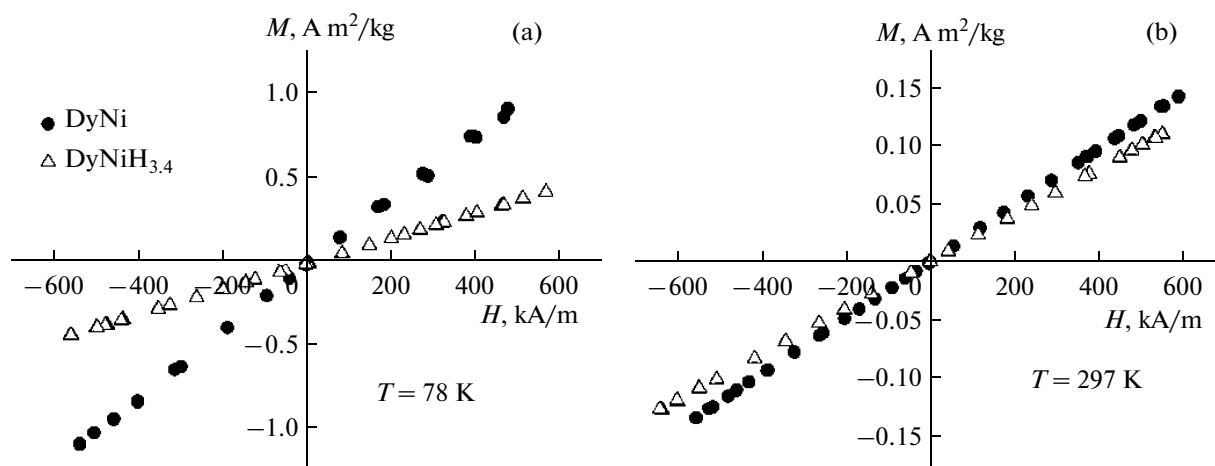 M, A m²/kg (a)
1.0
DyNi
DyNiH₃.₄
0.5
−600 −400 −200 0 200 400 600
H, kA/m
−0.5
T = 78 K
−1.0
M, A m²/kg (b)
0.15
0.10
0.05
−600 −400 −200 0 200 400 600
−0.05 H, kA/m
−0.10 T = 297 K
−0.15